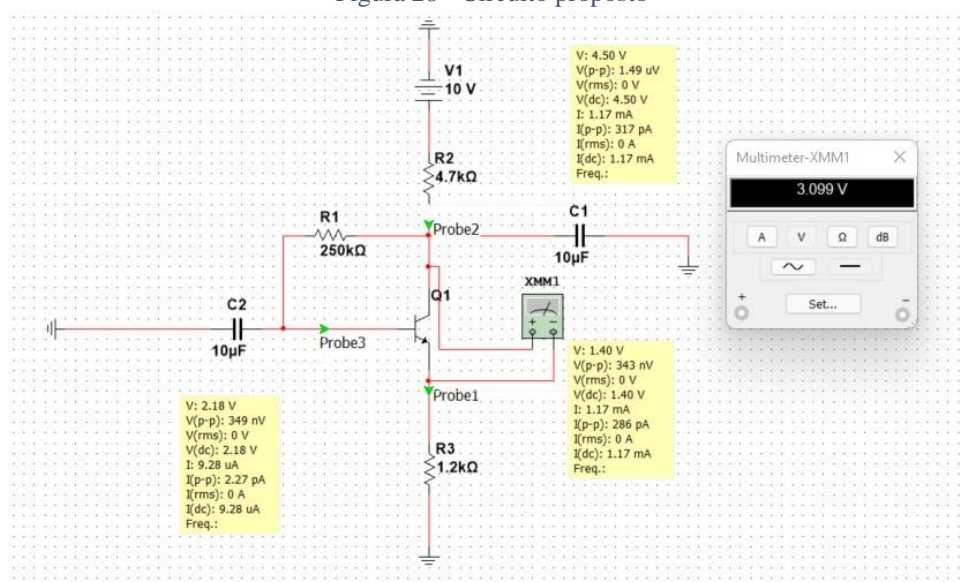 Figura 26 - Circuito proposto
V1
10 V
V: 4.50 V
V(p-p): 1.49 uV
V(rms): 0 V
V(dc): 4.50 V
I: 1.17 mA
I(p-p): 317 pA
I(rms): 0 A
I(dc): 1.17 mA
Freq.:
R2
4.7kΩ
Multimeter-XMM1
3.099 V
A V Ω dB
Set...
+ -
R1
250kΩ
Probe2
C1
10µF
XMM1
+ -
Q1
C2
10µF
Probe3
Probe1
V: 1.40 V
V(p-p): 343 nV
V(rms): 0 V
V(dc): 1.40 V
I: 1.17 mA
I(p-p): 286 pA
I(rms): 0 A
I(dc): 1.17 mA
Freq.:
V: 2.18 V
V(p-p): 349 nV
V(rms): 0 V
V(dc): 2.18 V
I: 9.28 uA
I(p-p): 2.27 pA
I(rms): 0 A
I(dc): 9.28 uA
Freq.:
R3
1.2kΩ